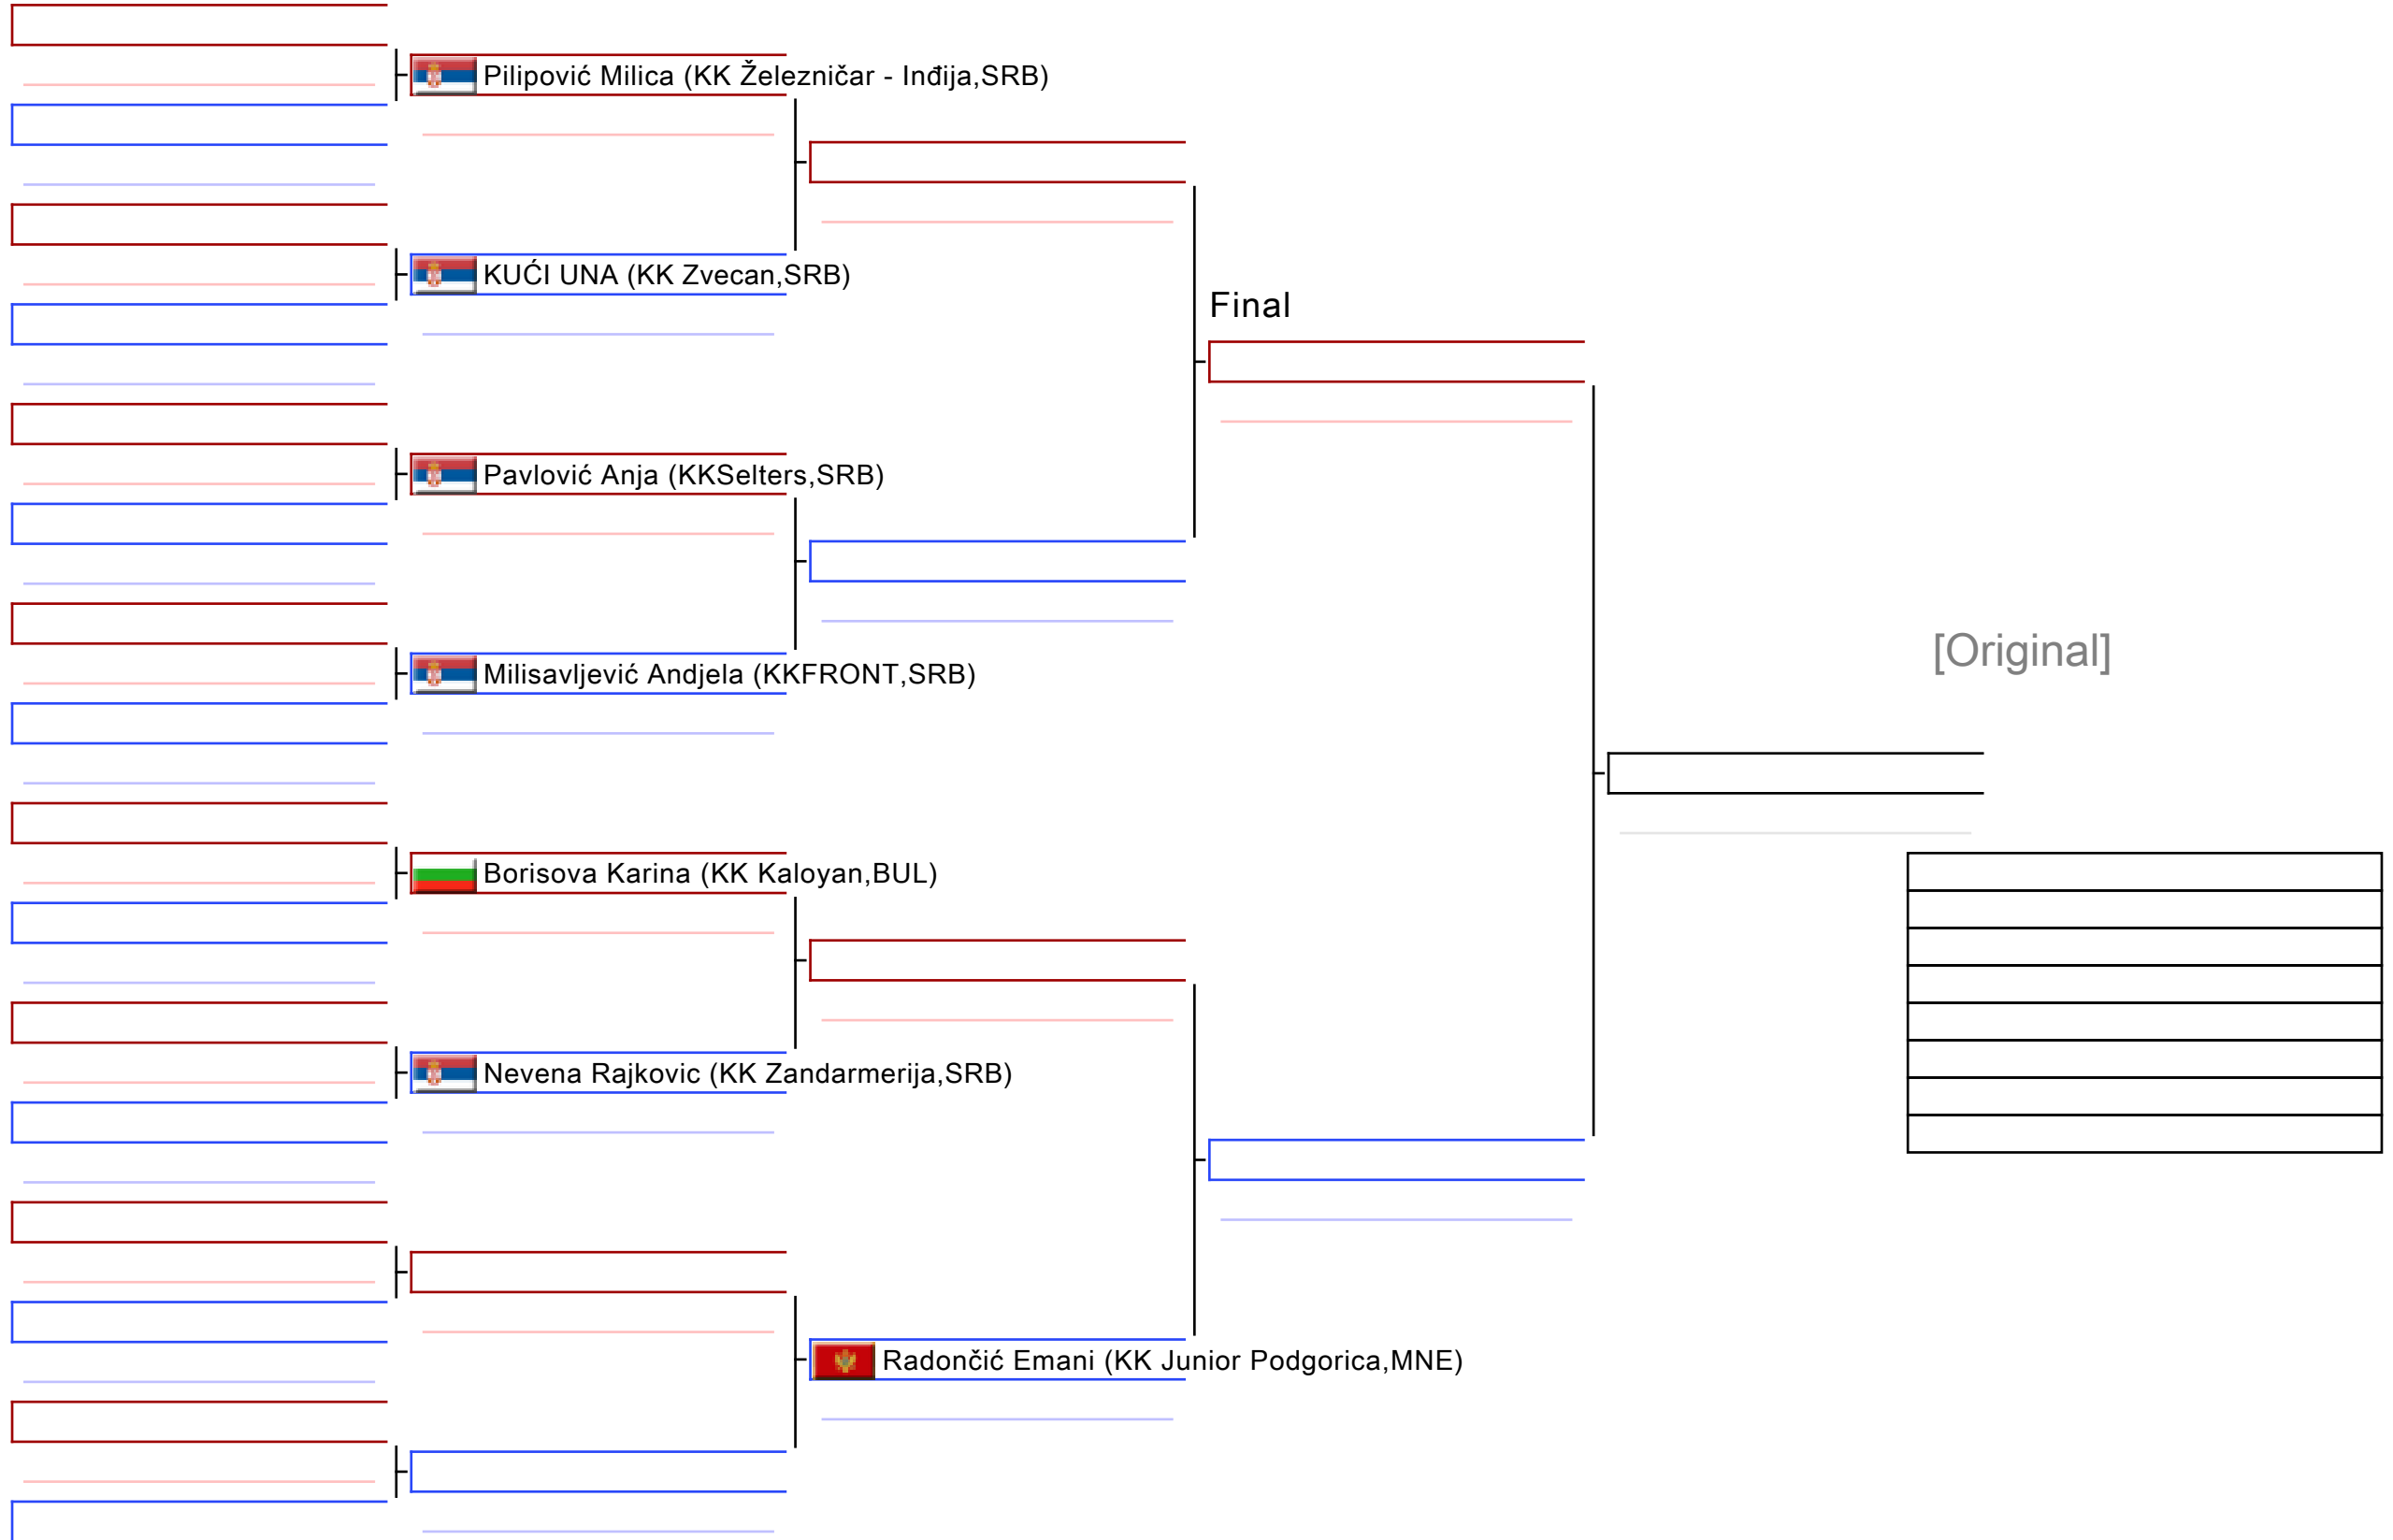 Pilipović Milica (KK Železničar - Inđija,SRB)
KUĆI UNA (KK Zvecan,SRB)
Final
Pavlović Anja (KKSelters,SRB)
[Original]
Milisavljević Andjela (KKFRONT,SRB)
Borisova Karina (KK Kaloyan,BUL)
Nevena Rajkovic (KK Zandarmerija,SRB)
Radončić Emani (KK Junior Podgorica,MNE)